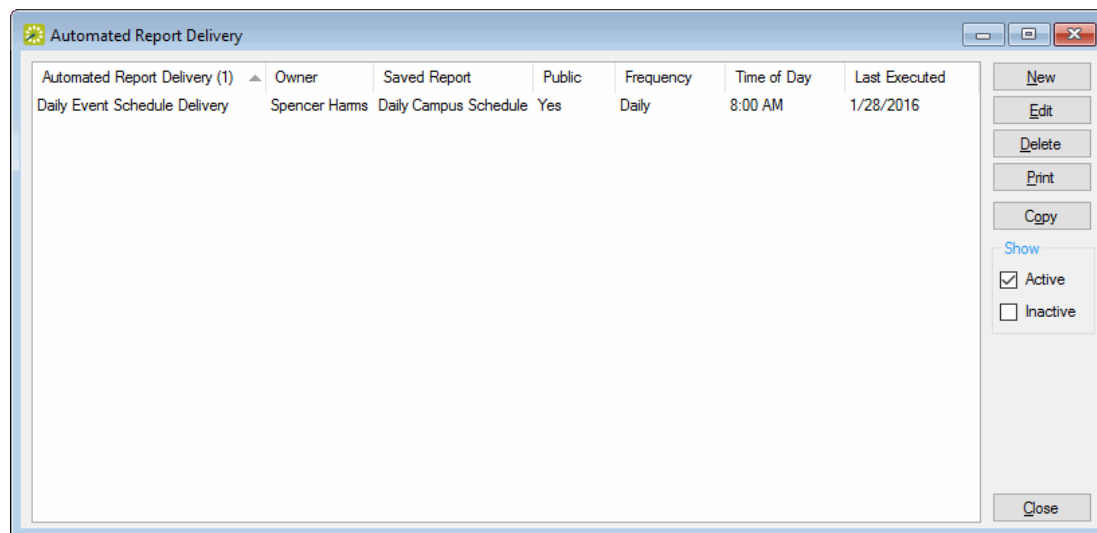 Automated Report Delivery
Automated Report Delivery (1) Owner Saved Report Public Frequency Time of Day Last Executed
Daily Event Schedule Delivery Spencer Harms Daily Campus Schedule Yes Daily 8:00 AM 1/28/2016
New
Edit
Delete
Print
Copy
Show
Active
Inactive
Close